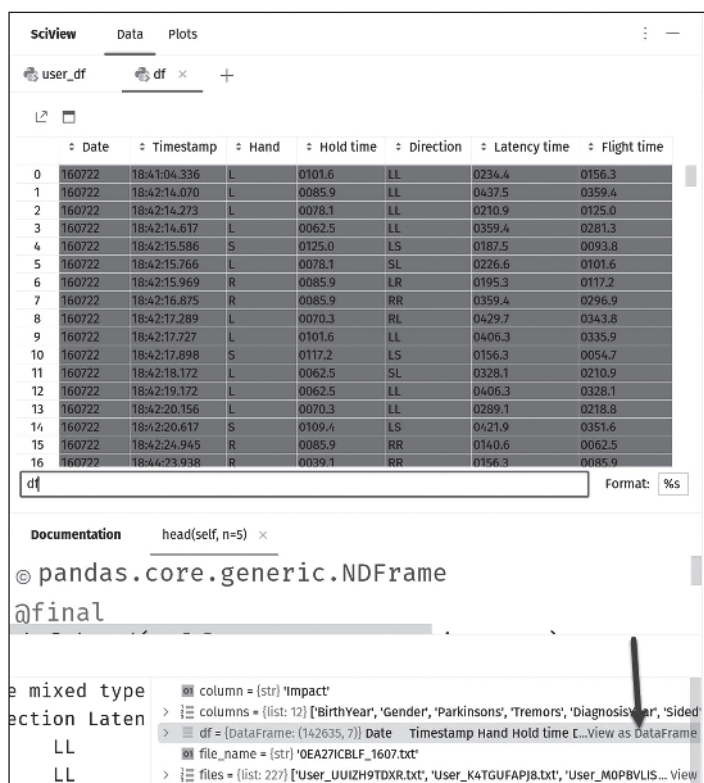 SciView Data Plots
user_df df × +
Date Timestamp Hand Hold time Direction Latency time Flight time
0 160722 18:41:04.336 L 0101.6 LL 0234.4 0156.3
1 160722 18:42:14.070 L 0085.9 LL 0437.5 0359.4
2 160722 18:42:14.273 L 0078.1 LL 0210.9 0125.0
3 160722 18:42:14.617 L 0062.5 LL 0359.4 0281.3
4 160722 18:42:15.586 S 0125.0 LS 0187.5 0093.8
5 160722 18:42:15.766 L 0078.1 SL 0226.6 0101.6
6 160722 18:42:15.969 R 0085.9 LR 0195.3 0117.2
7 160722 18:42:16.875 R 0085.9 RR 0359.4 0296.9
8 160722 18:42:17.289 L 0070.3 RL 0429.7 0343.8
9 160722 18:42:17.727 L 0101.6 LL 0406.3 0335.9
10 160722 18:42:17.898 S 0117.2 LS 0156.3 0054.7
11 160722 18:42:18.172 L 0062.5 SL 0328.1 0210.9
12 160722 18:42:19.172 L 0062.5 LL 0406.3 0328.1
13 160722 18:42:20.156 L 0070.3 LL 0289.1 0218.8
14 160722 18:42:20.617 S 0109.4 LS 0421.9 0351.6
15 160722 18:42:24.945 R 0085.9 RR 0140.6 0062.5
16 160722 18:44:23.938 R 0039.1 RR 0156.3 0085.9
df Format: %s
Documentation head(self, n=5) ×
© pandas.core.generic.NDFrame
@final
e mixed type
ection Laten
LL
LL
01 column = {str} 'Impact'
> columns = {list: 12} ['BirthYear', 'Gender', 'Parkinsons', 'Tremors', 'DiagnosisYear', 'Sided'
> df = {DataFrame: (142635, 7)} Date Timestamp Hand Hold time [...View as DataFrame
01 file_name = {str} '0EA27ICBLF_1607.txt'
> files = {list: 227} ['User_UUIZH9TDXR.txt', 'User_K4TGUFAPJ8.txt', 'User_M0PBVLIS... View